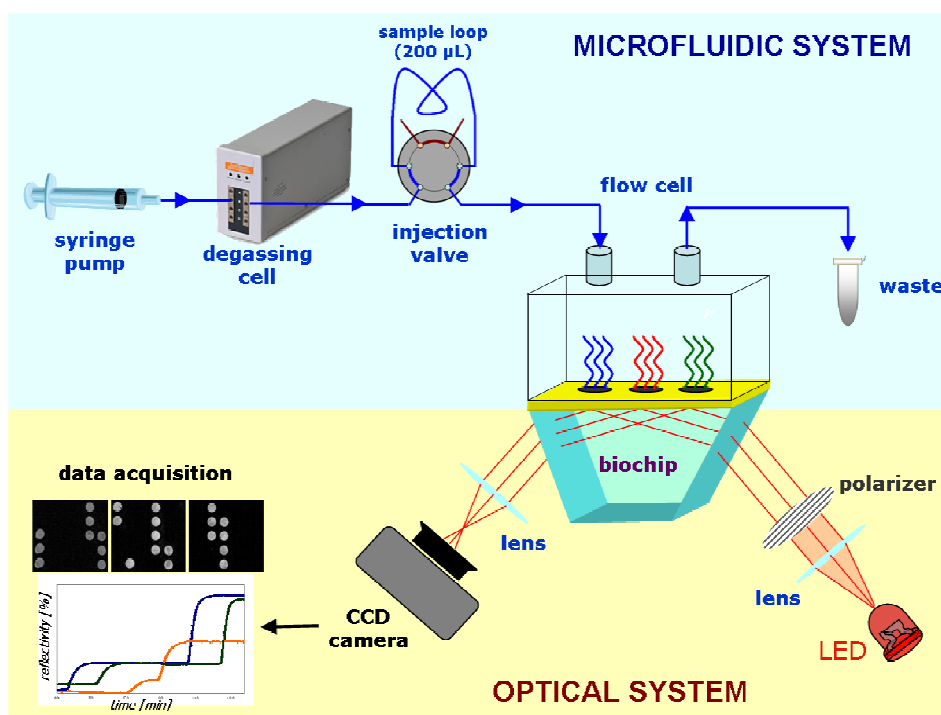 sample loop
(200 µL)
MICROFLUIDIC SYSTEM
flow cell
syringe
pump
degassing
cell
injection
valve
waste
data acquisition
biochip
polarizer
lens
lens
reflectivity [%]
CCD
camera
LED
time [min]
OPTICAL SYSTEM